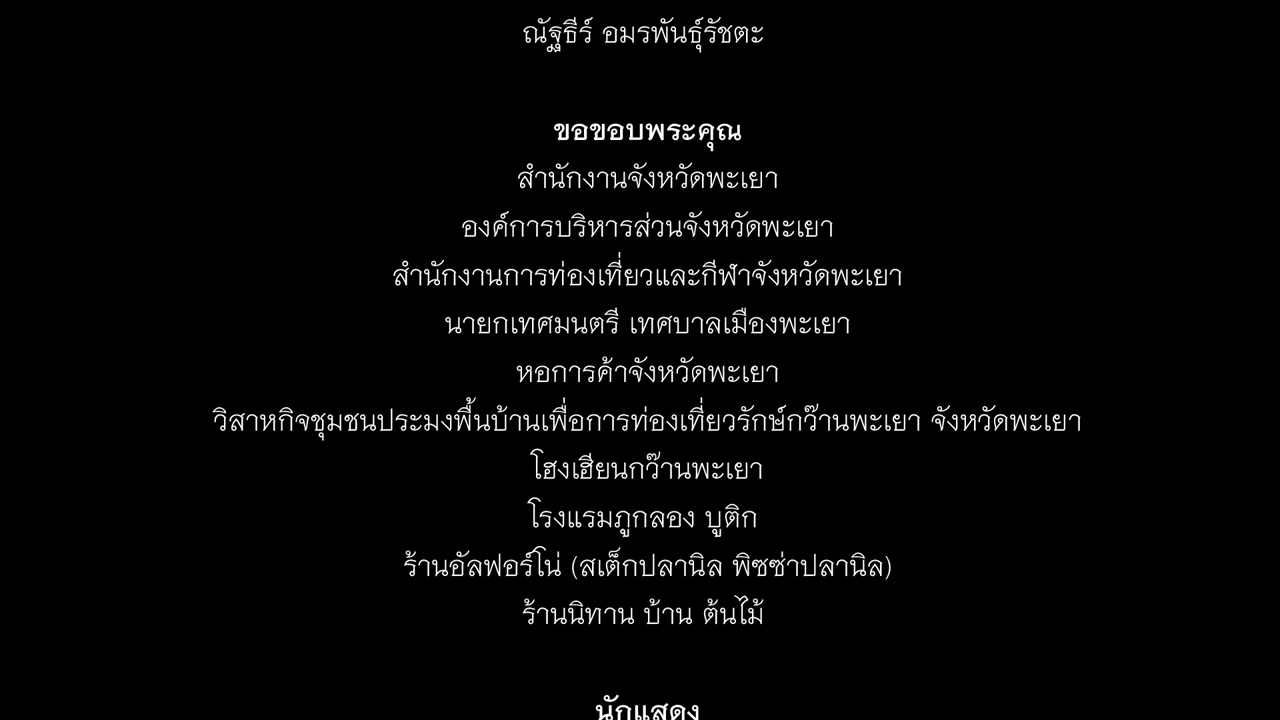 ณัฐธีร์ อมรพันธุ์รัชตะ
ขอขอบพระคุณ
สำนักงานจังหวัดพะเยา
องค์การบริหารส่วนจังหวัดพะเยา
สำนักงานการท่องเที่ยวและกีฬาจังหวัดพะเยา
นายกเทศมนตรี เทศบาลเมืองพะเยา
หอการค้าจังหวัดพะเยา
วิสาหกิจชุมชนประมงพื้นบ้านเพื่อการท่องเที่ยวรักษ์กว๊านพะเยา จังหวัดพะเยา
โฮงเฮียนกว๊านพะเยา
โรงแรมภูกลอง บูติก
ร้านอัลฟอร์โน่ (สเต็กปลานิล พิซซ่าปลานิล)
ร้านนิทาน บ้าน ต้นไม้
นักแสดง